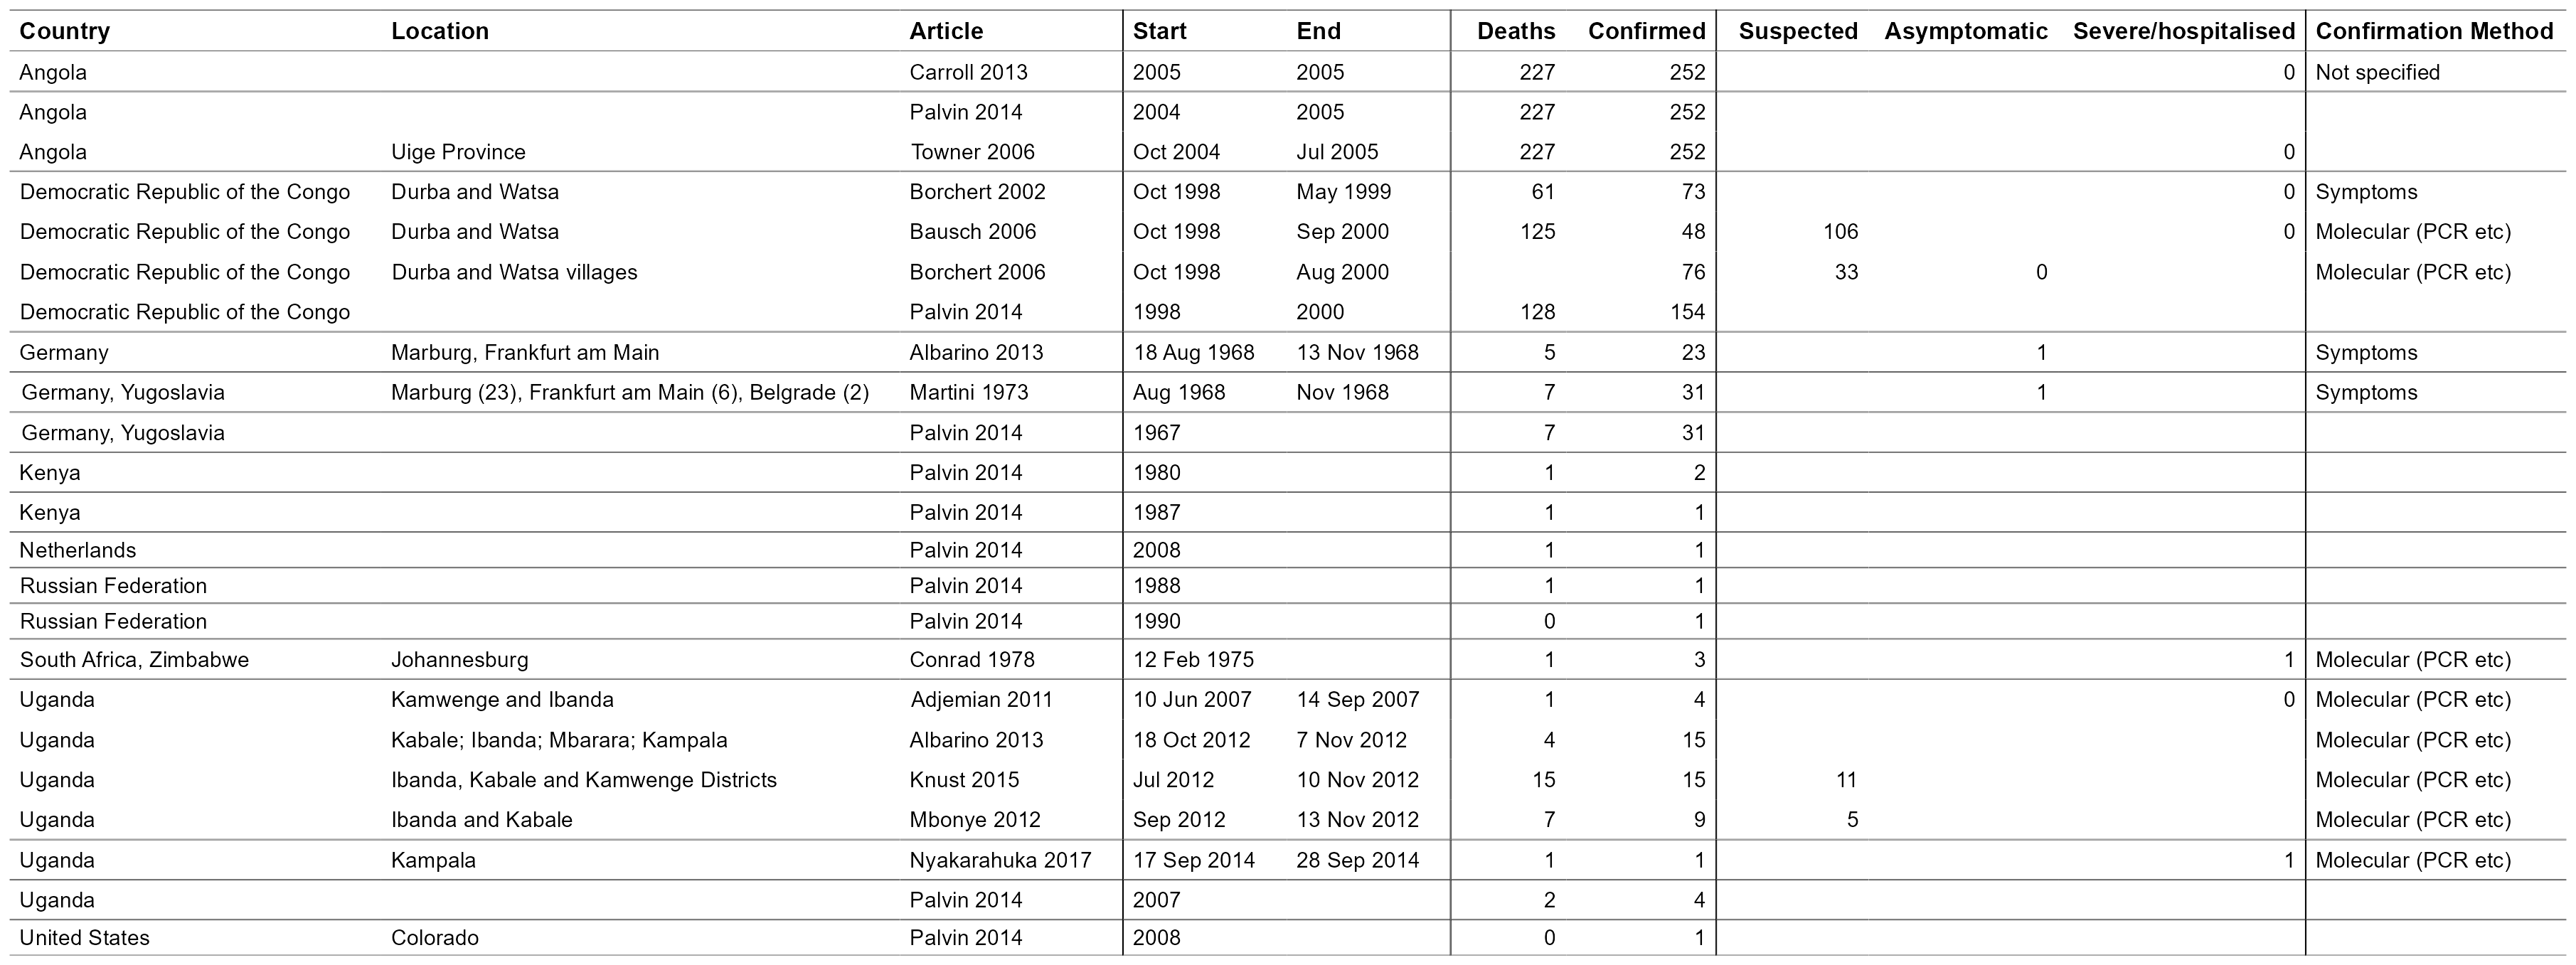 Country Location Article Start End Deaths Confirmed Suspected Asymptomatic Severe/hospitalised Confirmation Method
Angola Carroll 2013 2005 2005 227 252 0 Not specified
Angola Palvin 2014 2004 2005 227 252
Angola Uige Province Towner 2006 Oct 2004 Jul 2005 227 252 0
Democratic Republic of the Congo Durba and Watsa Borchert 2002 Oct 1998 May 1999 61 73 0 Symptoms
Democratic Republic of the Congo Durba and Watsa Bausch 2006 Oct 1998 Sep 2000 125 48 106 0 Molecular (PCR etc)
Democratic Republic of the Congo Durba and Watsa villages Borchert 2006 Oct 1998 Aug 2000 76 33 0 Molecular (PCR etc)
Democratic Republic of the Congo Palvin 2014 1998 2000 128 154
Germany Marburg, Frankfurt am Main Albarino 2013 18 Aug 1968 13 Nov 1968 5 23 1 Symptoms
Germany, Yugoslavia Marburg (23), Frankfurt am Main (6), Belgrade (2) Martini 1973 Aug 1968 Nov 1968 7 31 1 Symptoms
Germany, Yugoslavia Palvin 2014 1967 7 31
Kenya Palvin 2014 1980 1 2
Kenya Palvin 2014 1987 1 1
Netherlands Palvin 2014 2008 1 1
Russian Federation Palvin 2014 1988 1 1
Russian Federation Palvin 2014 1990 0 1
South Africa, Zimbabwe Johannesburg Conrad 1978 12 Feb 1975 1 3 1 Molecular (PCR etc)
Uganda Kamwenge and Ibanda Adjemian 2011 10 Jun 2007 14 Sep 2007 1 4 0 Molecular (PCR etc)
Uganda Kabale; Ibanda; Mbarara; Kampala Albarino 2013 18 Oct 2012 7 Nov 2012 4 15 Molecular (PCR etc)
Uganda Ibanda, Kabale and Kamwenge Districts Knust 2015 Jul 2012 10 Nov 2012 15 15 11 Molecular (PCR etc)
Uganda Ibanda and Kabale Mbonye 2012 Sep 2012 13 Nov 2012 7 9 5 Molecular (PCR etc)
Uganda Kampala Nyakarahuka 2017 17 Sep 2014 28 Sep 2014 1 1 1 Molecular (PCR etc)
Uganda Palvin 2014 2007 2 4
United States Colorado Palvin 2014 2008 0 1